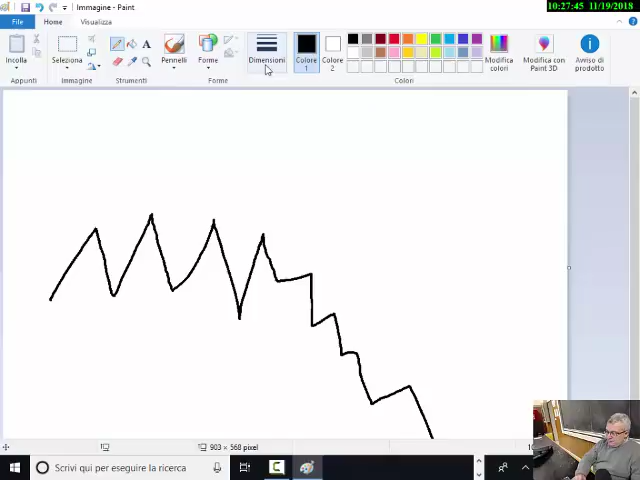 Immagine - Paint
10:27:45 11/19/2018
File Home Visualizza
Incolla
Seleziona
A
Pennelli
Forme
Dimensioni
Colore
1
Colore
2
Modifica
colori
Modifica con
Paint 3D
Avviso di
prodotto
Appunti
Immagine
Strumenti
Forme
Colori
903 × 568 pixel
Scrivi qui per eseguire la ricerca